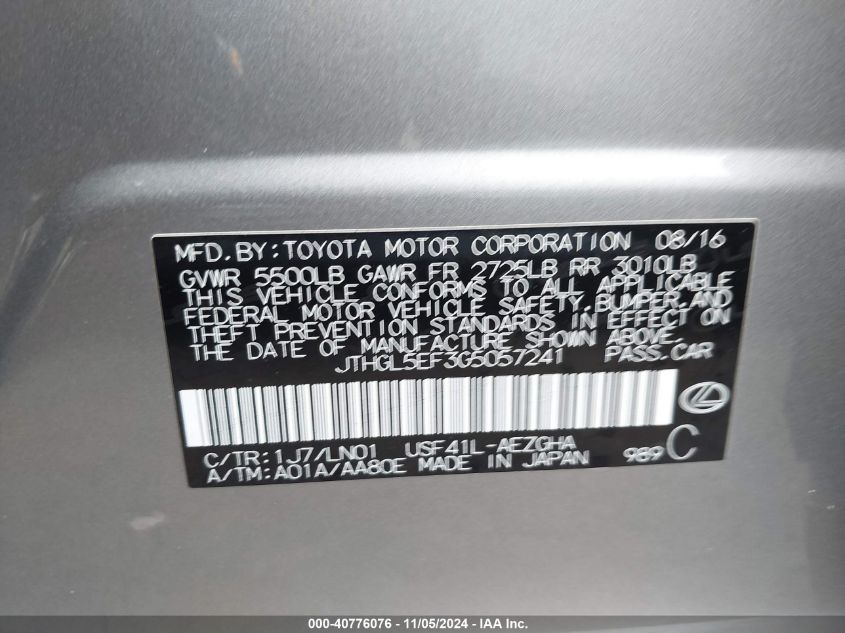 MFD. BY: TOYOTA MOTOR CORPORATION 08/16
GVWR 5500LB GAWR FR 2725LB RR 3010LB
THIS VEHICLE CONFORMS TO ALL APPLICABLE
FEDERAL MOTOR VEHICLE SAFETY, BUMPER, AND
THEFT PREVENTION STANDARDS IN EFFECT ON
THE DATE OF MANUFACTURE SHOWN ABOVE.
JTHGL5EF3G5057241 PASS. CAR
C/TR: 1J7/LN01 USF41L-AEZGHA
A/TM: A01A/AA80E MADE IN JAPAN 989 C
000-40776076 - 11/05/2024 - IAA Inc.